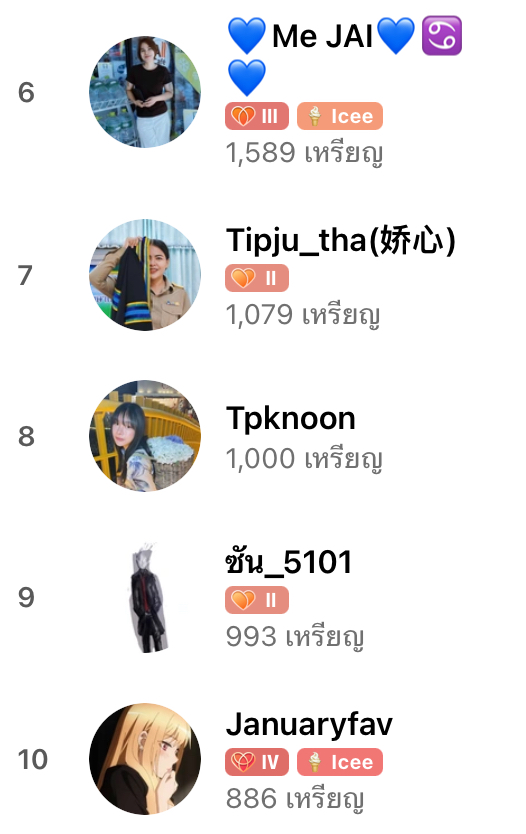 6
💙Me JAI💙♋
💙
III Icee
1,589 เหรียญ
7
Tipju_tha(娇心)
II
1,079 เหรียญ
8
Tpknoon
1,000 เหรียญ
9
ซัน_5101
II
993 เหรียญ
10
Januaryfav
IV Icee
886 เหรียญ